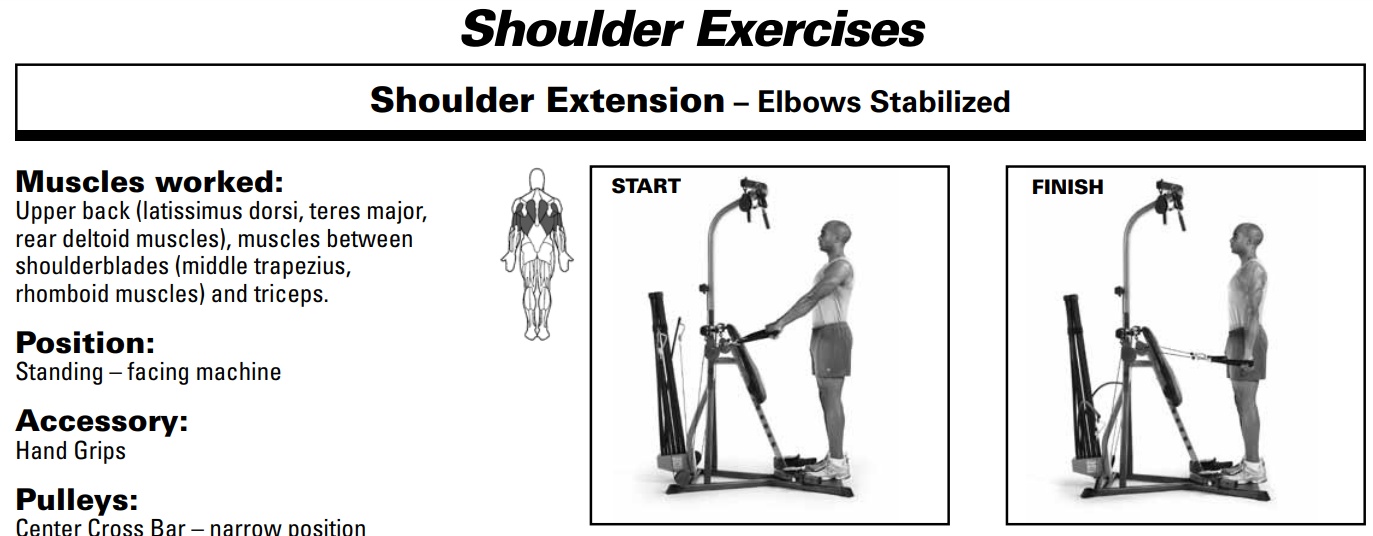 Shoulder Exercises
Shoulder Extension – Elbows Stabilized
Muscles worked:
Upper back (latissimus dorsi, teres major,
rear deltoid muscles), muscles between
shoulderblades (middle trapezius,
rhomboid muscles) and triceps.
Position:
Standing – facing machine
Accessory:
Hand Grips
Pulleys:
Center Cross Bar – narrow position
START
FINISH